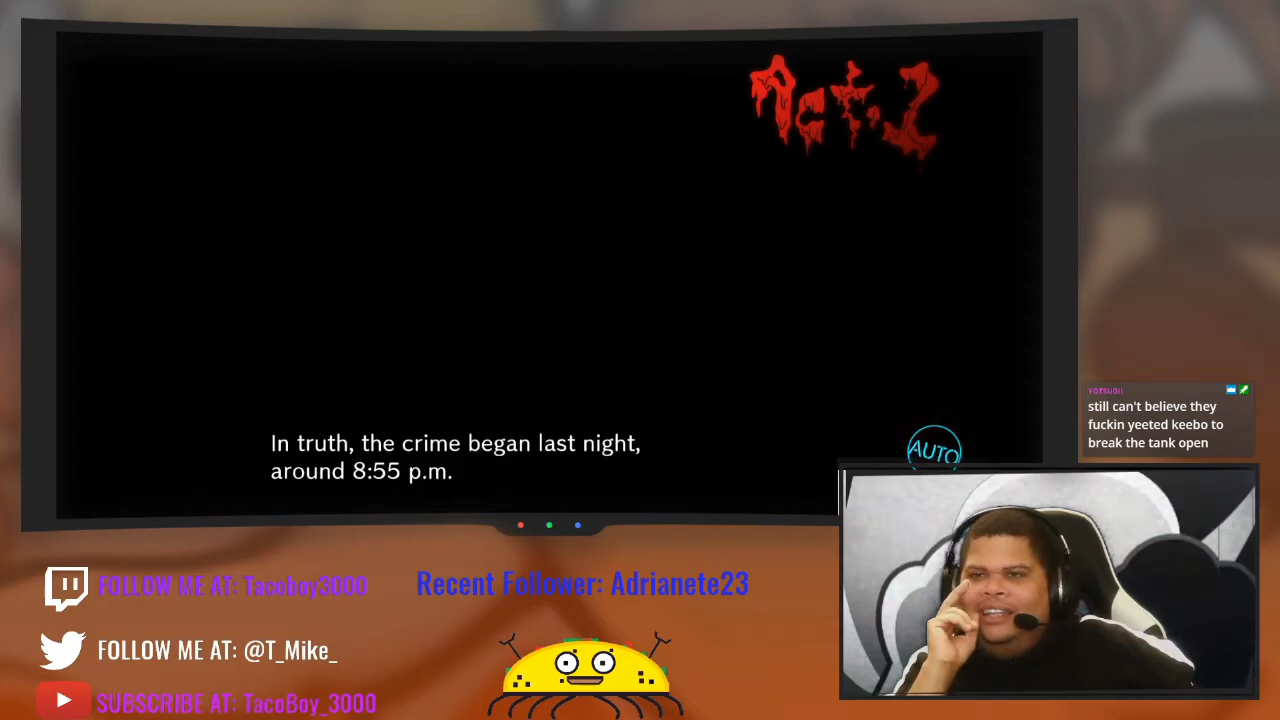 Act.2
In truth, the crime began last night,
around 8:55 p.m.
AUTO
YOTSUGII
still can't believe they
fuckin yeeted keebo to
break the tank open
FOLLOW ME AT: Tacoboy3000
Recent Follower: Adrianete23
FOLLOW ME AT: @T_Mike_
SUBSCRIBE AT: TacoBoy_3000